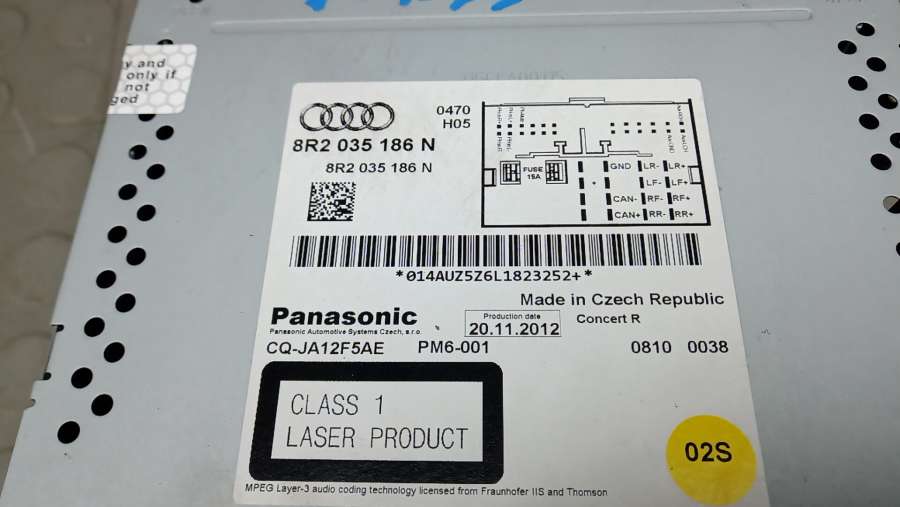 y and
only if
not
ged
0470
H05
8R2 035 186 N
8R2 035 186 N
FUSE
15A
GND LR- LR+
LF- LF+
CAN- RF- RF+
CAN+ RR- RR+
*014AUZ5Z6L1823252+*
Made in Czech Republic
Panasonic
Panasonic Automotive Systems Czech, s.r.o.
Production date
20.11.2012
Concert R
CQ-JA12F5AE PM6-001 0810 0038
CLASS 1
LASER PRODUCT
02S
MPEG Layer-3 audio coding technology licensed from Fraunhofer IIS and Thomson